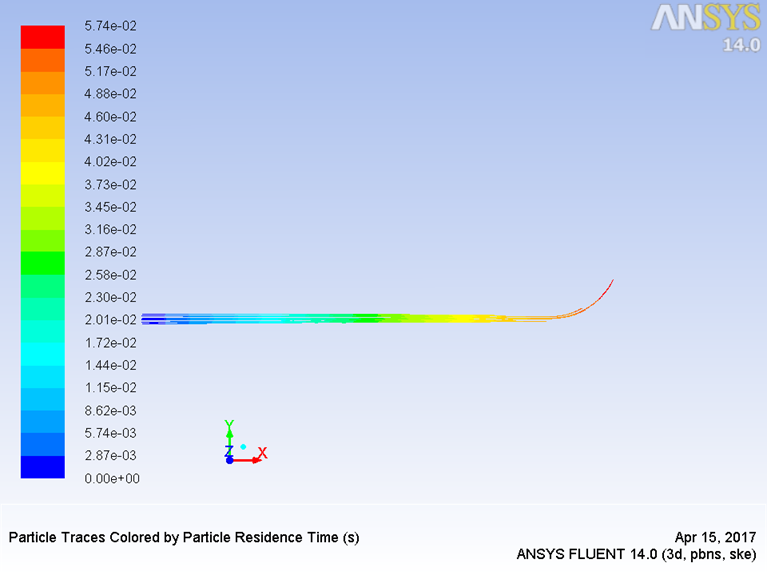 ANSYS
14.0
5.74e-02
5.46e-02
5.17e-02
4.88e-02
4.60e-02
4.31e-02
4.02e-02
3.73e-02
3.45e-02
3.16e-02
2.87e-02
2.58e-02
2.30e-02
2.01e-02
1.72e-02
1.44e-02
1.15e-02
8.62e-03
5.74e-03
2.87e-03
0.00e+00
Y
Z
X
Particle Traces Colored by Particle Residence Time (s)
Apr 15, 2017
ANSYS FLUENT 14.0 (3d, pbns, ske)